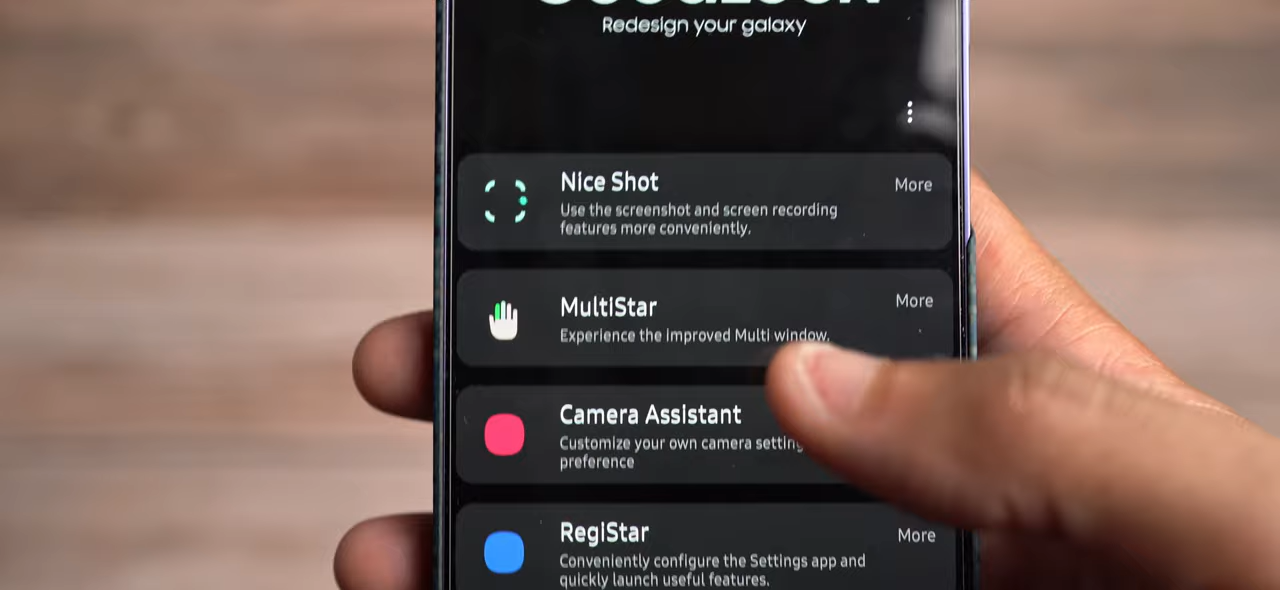 Redesign your galaxy
Nice Shot
More
Use the screenshot and screen recording
features more conveniently.
MultiStar
More
Experience the improved Multi window.
Camera Assistant
Customize your own camera setting
preference
RegiStar
More
Conveniently configure the Settings app and
quickly launch useful features.